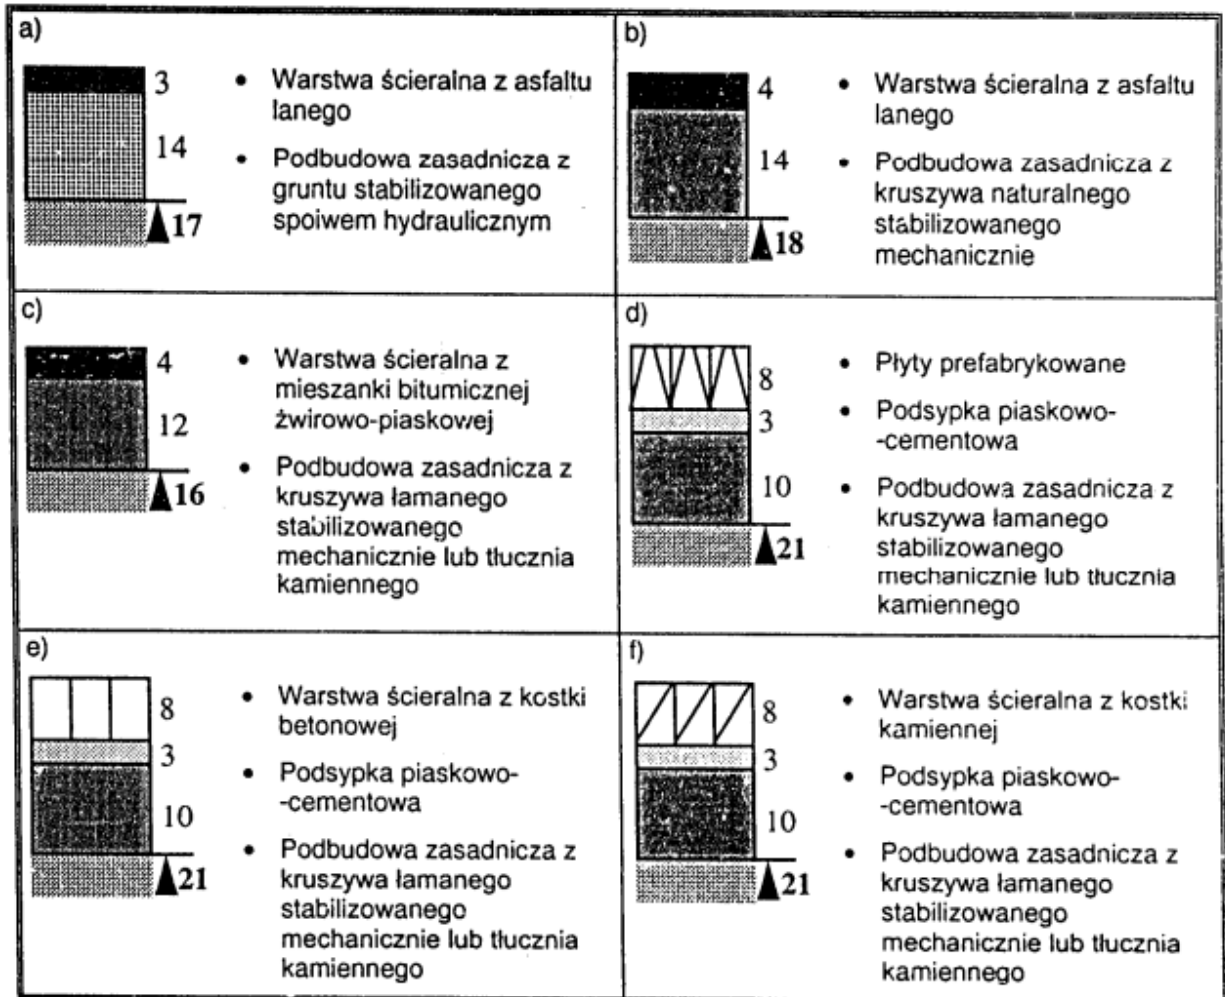 a)
3
14
17
• Warstwa ścieralna z asfaltu
lanego
• Podbudowa zasadnicza z
gruntu stabilizowanego
spoiwem hydraulicznym
b)
4
14
18
• Warstwa ścieralna z asfaltu
lanego
• Podbudowa zasadnicza z
kruszywa naturalnego
stabilizowanego
mechanicznie
c)
4
12
16
• Warstwa ścieralna z
mieszanki bitumicznej
żwirowo-piaskowej
• Podbudowa zasadnicza z
kruszywa łamanego
stabilizowanego
mechanicznie lub tłucznia
kamiennego
d)
8
3
10
21
• Płyty prefabrykowane
• Podsypka piaskowo-
-cementowa
• Podbudowa zasadnicza z
kruszywa łamanego
stabilizowanego
mechanicznie lub tłucznia
kamiennego
e)
8
3
10
21
• Warstwa ścieralna z kostki
betonowej
• Podsypka piaskowo-
-cementowa
• Podbudowa zasadnicza z
kruszywa łamanego
stabilizowanego
mechanicznie lub tłucznia
kamiennego
f)
8
3
10
21
• Warstwa ścieralna z kostki
kamiennej
• Podsypka piaskowo-
-cementowa
• Podbudowa zasadnicza z
kruszywa łamanego
stabilizowanego
mechanicznie lub tłucznia
kamiennego